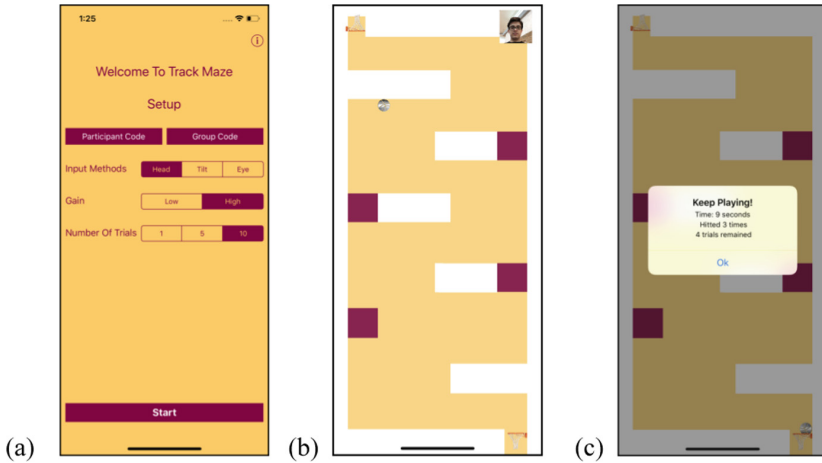 1:25
Welcome To Track Maze
Setup
Participant Code Group Code
Input Methods Head Tilt Eye
Gain Low High
Number Of Trials 1 5 10
Start
(a)
(b)
Keep Playing!
Time: 9 seconds
Hitted 3 times
4 trials remained
Ok
(c)